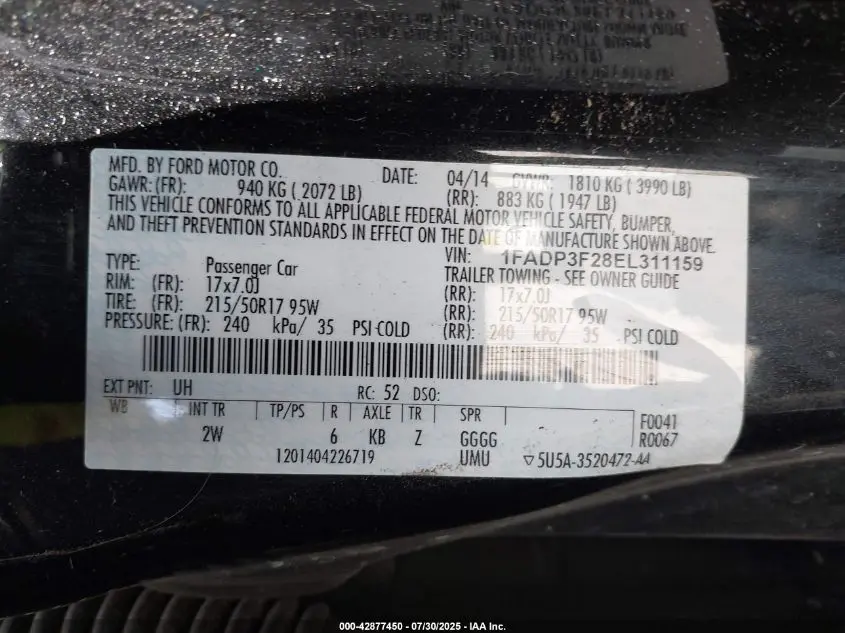 MFD. BY FORD MOTOR CO. DATE: 04/14 GVWR: 1810 KG ( 3990 LB)
GAWR: (FR): 940 KG ( 2072 LB) (RR): 883 KG ( 1947 LB)
THIS VEHICLE CONFORMS TO ALL APPLICABLE FEDERAL MOTOR VEHICLE SAFETY, BUMPER,
AND THEFT PREVENTION STANDARDS IN EFFECT ON THE DATE OF MANUFACTURE SHOWN ABOVE.
VIN: 1FADP3F28EL311159
TYPE: Passenger Car TRAILER TOWING - SEE OWNER GUIDE
RIM: (FR): 17x7.0J (RR): 17x7.0J
TIRE: (FR): 215/50R17 95W (RR): 215/50R17 95W
PRESSURE: (FR): 240 kPa/ 35 PSI COLD (RR): 240 kPa/ 35 PSI COLD
EXT PNT: UH RC: 52 DSO:
WB INT TR TP/PS R AXLE TR SPR F0041
2W 6 KB Z GGGG R0067
1201404226719 UMU ▽5U5A-3520472-AA
000-42877450 - 07/30/2025 - IAA Inc.